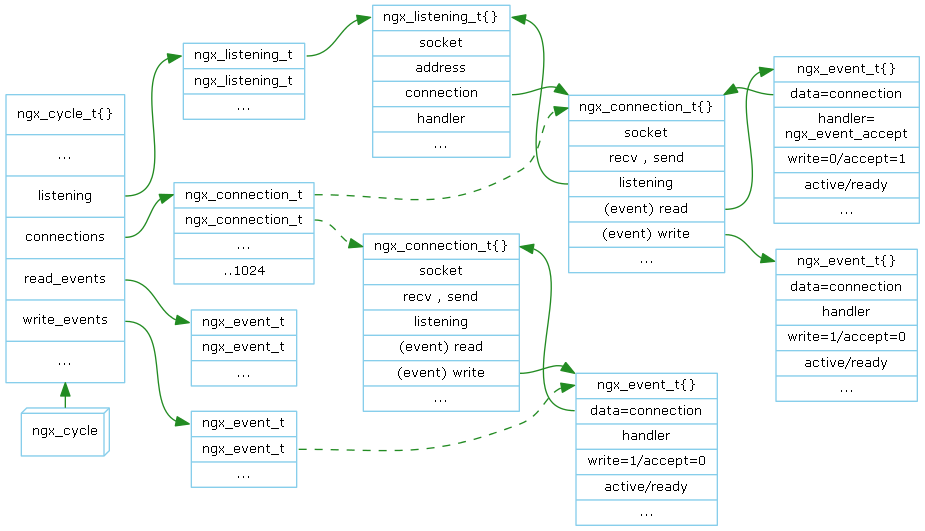 ngx_cycle_t{}
...
listening
connections
read_events
write_events
...
ngx_cycle
ngx_listening_t
ngx_listening_t
...
ngx_connection_t
ngx_connection_t
...
..1024
ngx_event_t
ngx_event_t
...
ngx_event_t
ngx_event_t
...
ngx_listening_t{}
socket
address
connection
handler
...
ngx_connection_t{}
socket
recv , send
listening
(event) read
(event) write
...
ngx_connection_t{}
socket
recv , send
listening
(event) read
(event) write
...
ngx_event_t{}
data=connection
handler
write=1/accept=0
active/ready
...
ngx_event_t{}
data=connection
handler=
ngx_event_accept
write=0/accept=1
active/ready
...
ngx_event_t{}
data=connection
handler
write=1/accept=0
active/ready
...